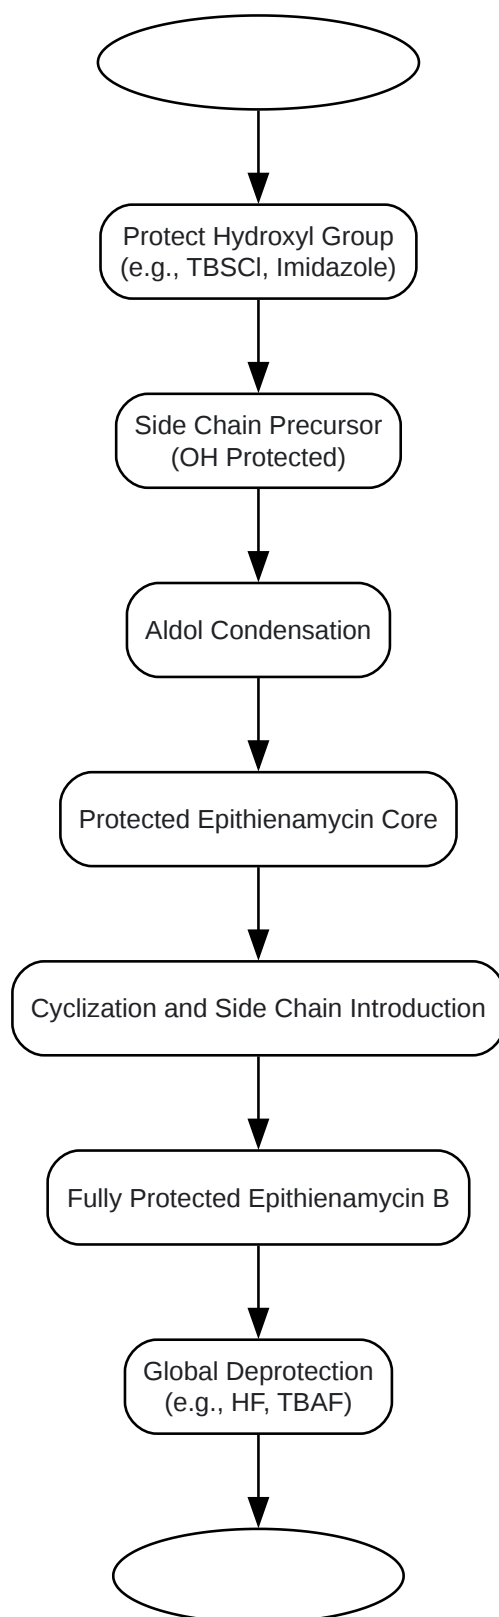 Protect Hydroxyl Group
(e.g., TBSCl, Imidazole)
Side Chain Precursor
(OH Protected)
Aldol Condensation
Protected Epithienamycin Core
Cyclization and Side Chain Introduction
Fully Protected Epithienamycin B
Global Deprotection
(e.g., HF, TBAF)